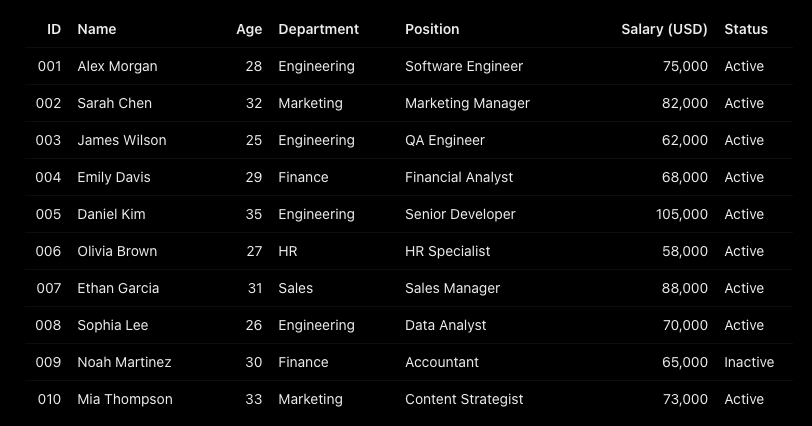 ID Name Age Department Position Salary (USD) Status
001 Alex Morgan 28 Engineering Software Engineer 75,000 Active
002 Sarah Chen 32 Marketing Marketing Manager 82,000 Active
003 James Wilson 25 Engineering QA Engineer 62,000 Active
004 Emily Davis 29 Finance Financial Analyst 68,000 Active
005 Daniel Kim 35 Engineering Senior Developer 105,000 Active
006 Olivia Brown 27 HR HR Specialist 58,000 Active
007 Ethan Garcia 31 Sales Sales Manager 88,000 Active
008 Sophia Lee 26 Engineering Data Analyst 70,000 Active
009 Noah Martinez 30 Finance Accountant 65,000 Inactive
010 Mia Thompson 33 Marketing Content Strategist 73,000 Active